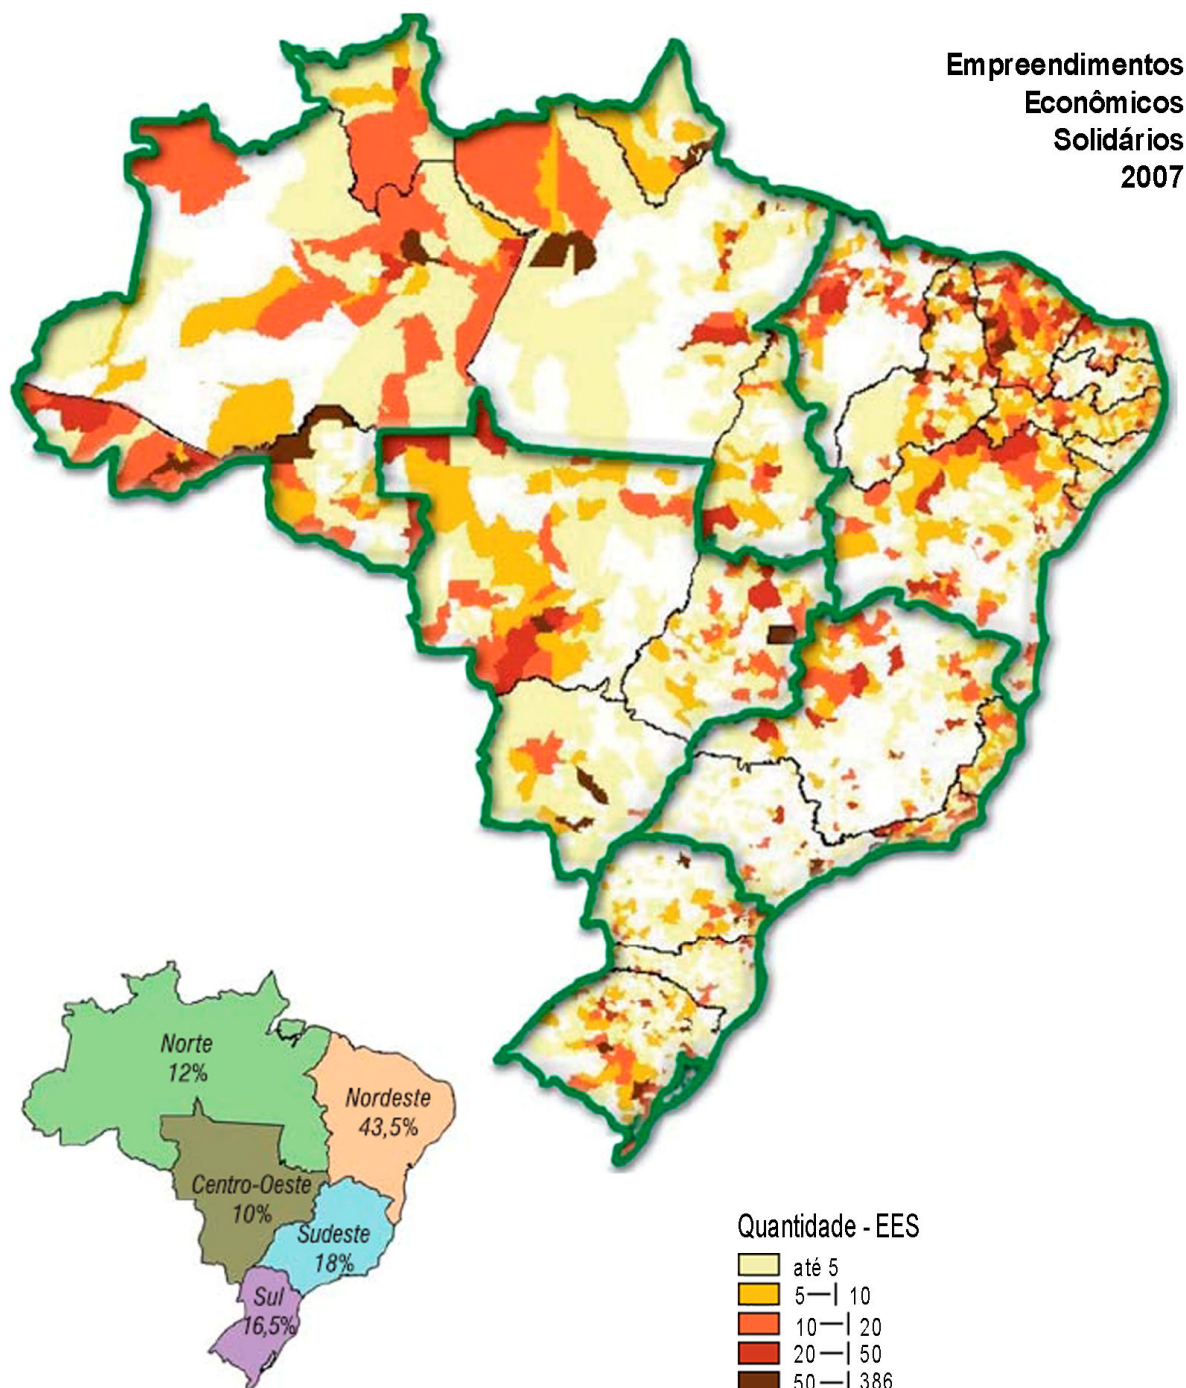 Empreendimentos
Econômicos
Solidários
2007
Norte
12%
Nordeste
43,5%
Centro-Oeste
10%
Sudeste
18%
Sul
16,5%
Quantidade - EES
até 5
5—| 10
10—| 20
20—| 50
50—| 386